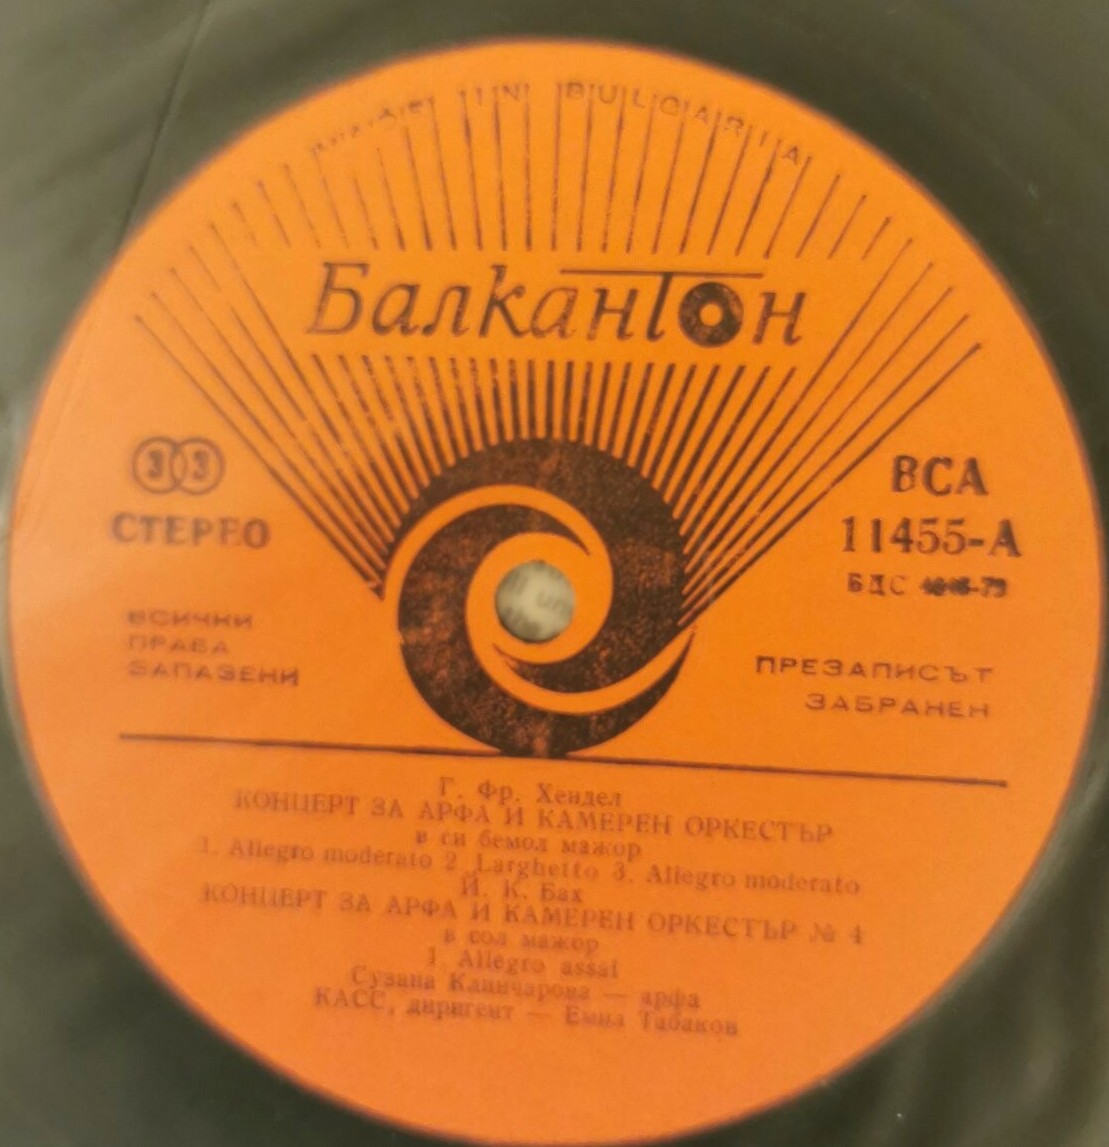 MADE IN BULGARIA
Балкантон
33
СТЕРЕО
ВСИЧКИ
ПРАВА
ЗАПАЗЕНИ
ВСА
11455-А
БДС
ПРЕЗАПИСЪТ
ЗАБРАНЕН
Г. Фр. Хендел
КОНЦЕРТ ЗА АРФА И КАМЕРЕН ОРКЕСТЪР
в си бемол мажор
1. Allegro moderato 2. Larghetto 3. Allegro moderato
Й. К. Бах
КОНЦЕРТ ЗА АРФА И КАМЕРЕН ОРКЕСТЪР № 4
в сол мажор
1. Allegro assai
Сузана Клинчарова — арфа
КАСС, диригент — Емил Табаков